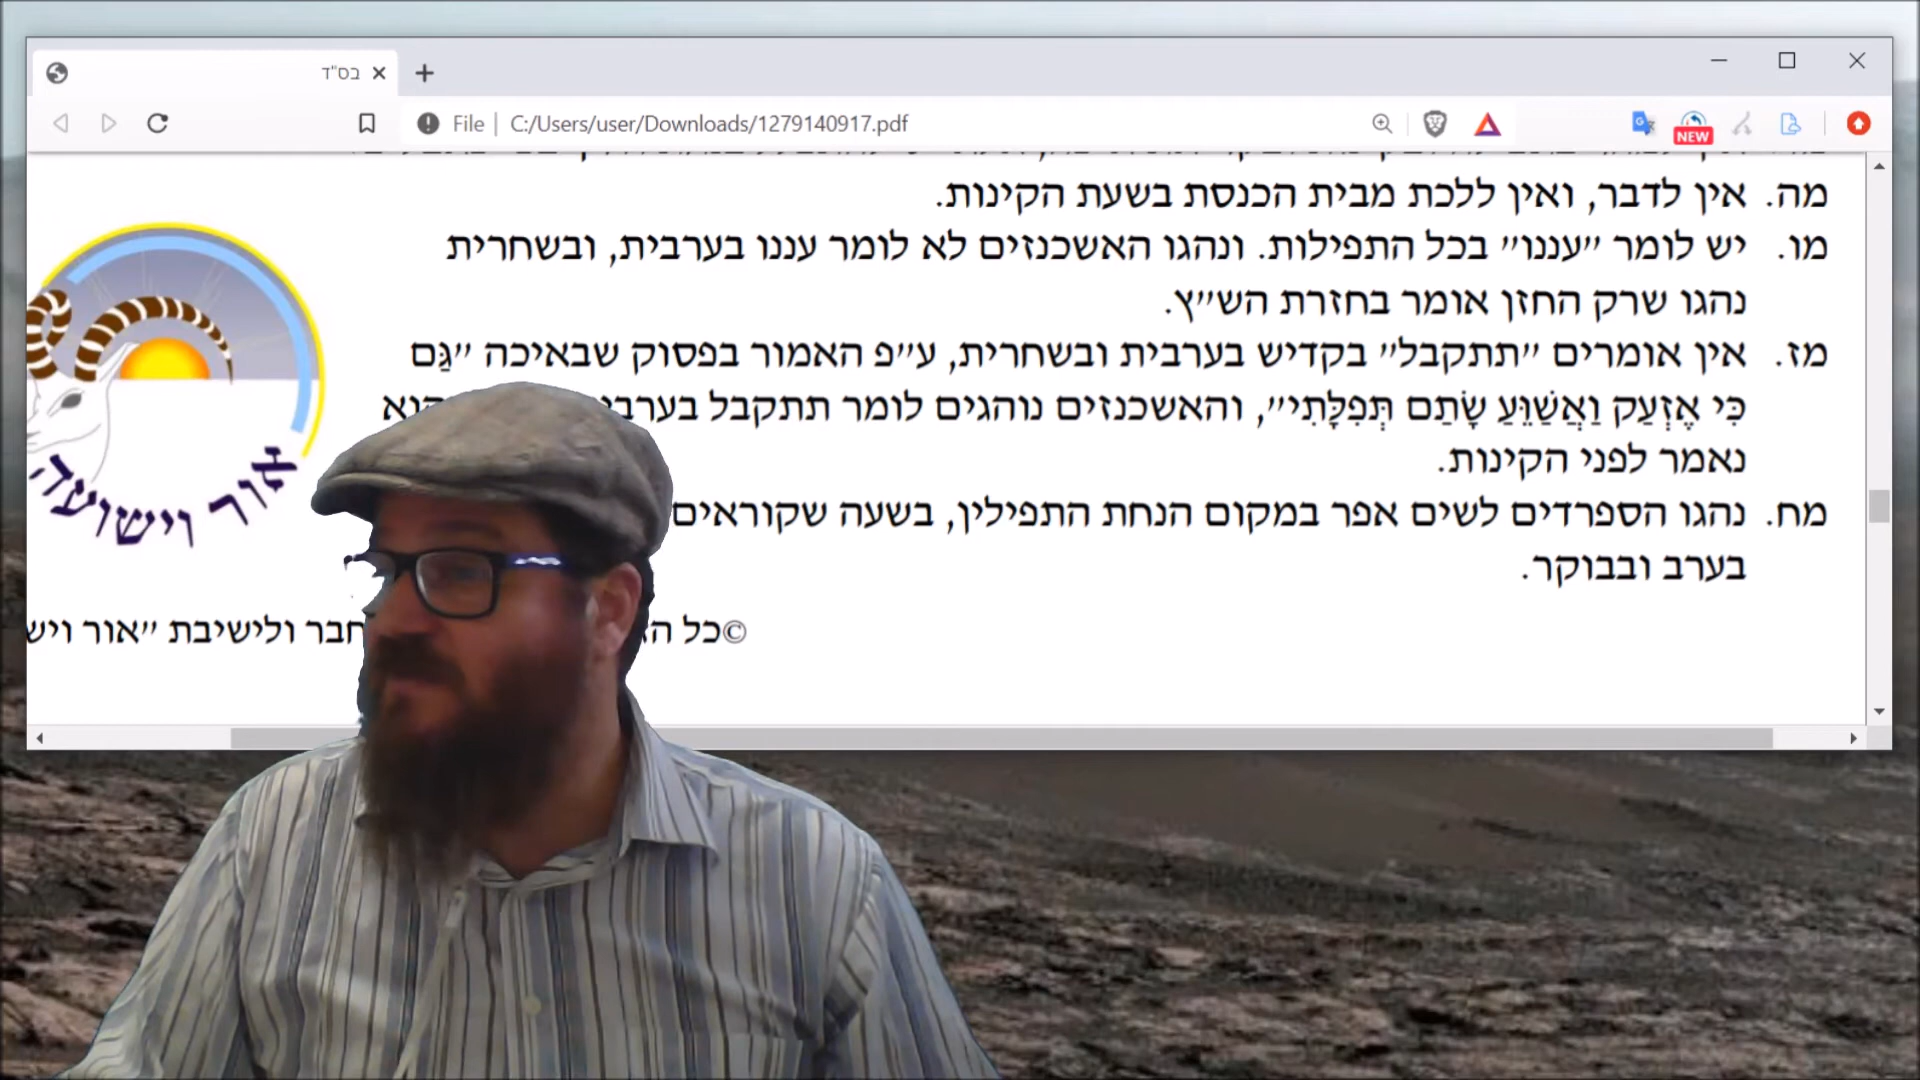 בס"ד
File
C:/Users/user/Downloads/1279140917.pdf
NEW
מה. אין לדבר, ואין ללכת מבית הכנסת בשעת הקינות.
מו. יש לומר "עננו" בכל התפילות. ונהגו האשכנזים לא לומר עננו בערבית, ובשחרית
נהגו שרק החזן אומר בחזרת הש"ץ.
מז. אין אומרים "תתקבל" בקדיש בערבית ובשחרית, ע"פ האמור בפסוק שבאיכה "גַּם
כִּי אֶזְעַק וַאֲשַׁוֵּעַ שָׂתַם תְּפִלָּתִי", והאשכנזים נוהגים לומר תתקבל
נאמר לפני הקינות.
מח. נהגו הספרדים לשים אפר במקום הנחת התפילין, בשעה שקוראים
בערב ובבוקר.
©כל ולישיבת "אור
אור וישועה